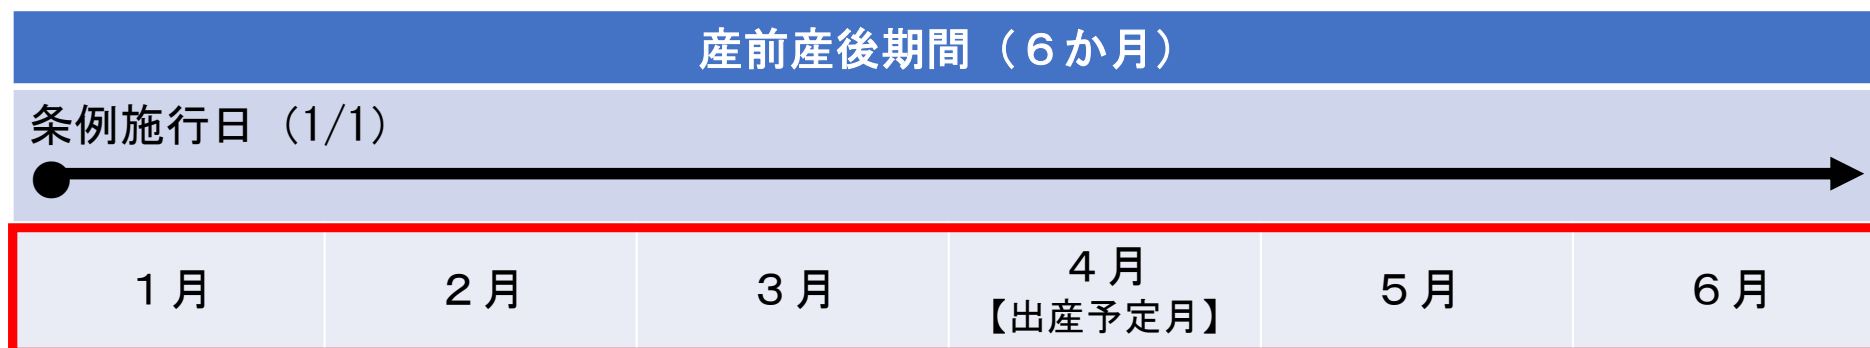 産前産後期間（６か月）
条例施行日（1/1）
１月
２月
３月
４月
【出産予定月】
５月
６月